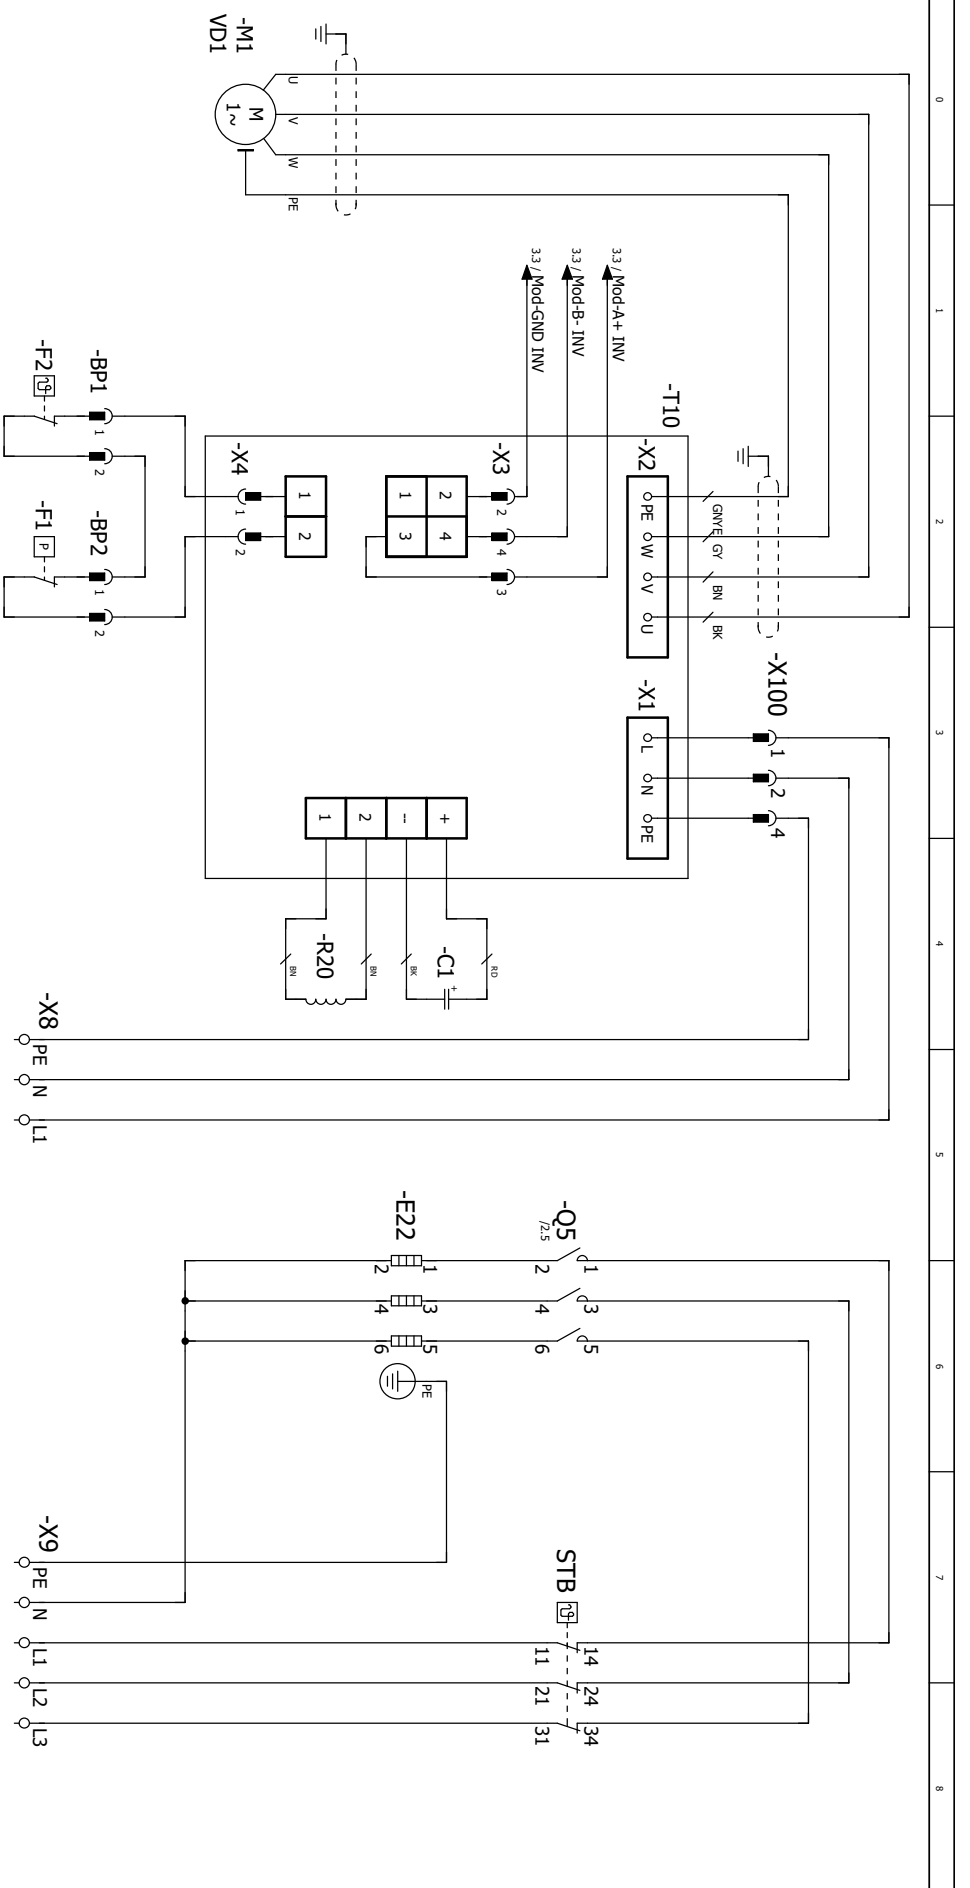 0
1
2
3
4
5
6
7
8
-M1
VD1
M
1~
U
V
W
PE
3.3 / Mod-A+ INV
3.3 / Mod-B- INV
3.3 / Mod-GND INV
-T10
-X2
PE
W
V
U
GNYE
GY
BN
BK
-X100
1
2
4
-X1
L
N
PE
-X3
2
4
3
2
4
1
3
-X4
1
2
1
2
-BP1
1
2
-F2
-BP2
1
2
-F1
P
+
--
2
1
-C1
+
RD
BK
-R20
BN
BN
-X8
PE
N
L1
-Q5
/2.5
1
2
3
4
5
6
-E22
1
2
3
4
5
6
PE
STB
14
11
24
21
34
31
-X9
PE
N
L1
L2
L3